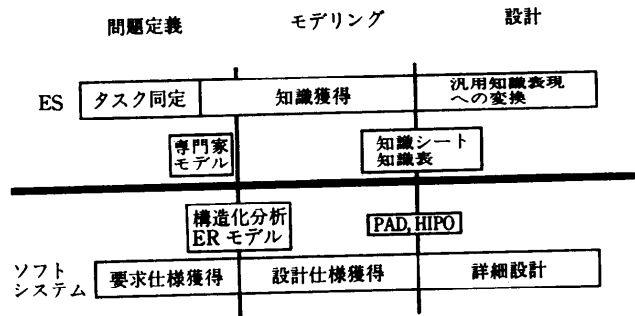 問題定義
モデリング
設計
ES
タスク同定
知識獲得
汎用知識表現
への変換
専門家
モデル
知識シート
知識表
構造化分析
ER モデル
PAD, HIPO
ソフト
システム
要求仕様獲得
設計仕様獲得
詳細設計